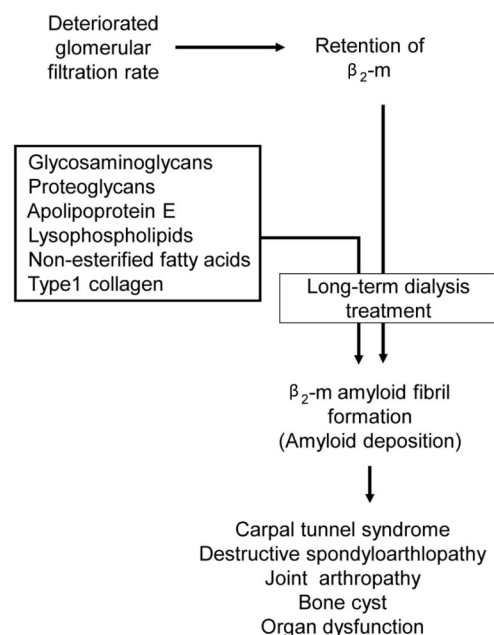 Deteriorated
glomerular
filtration rate
Retention of
β₂-m
Glycosaminoglycans
Proteoglycans
Apolipoprotein E
Lysophospholipids
Non-esterified fatty acids
Type1 collagen
Long-term dialysis
treatment
β₂-m amyloid fibril
formation
(Amyloid deposition)
Carpal tunnel syndrome
Destructive spondyloarthlopathy
Joint arthropathy
Bone cyst
Organ dysfunction